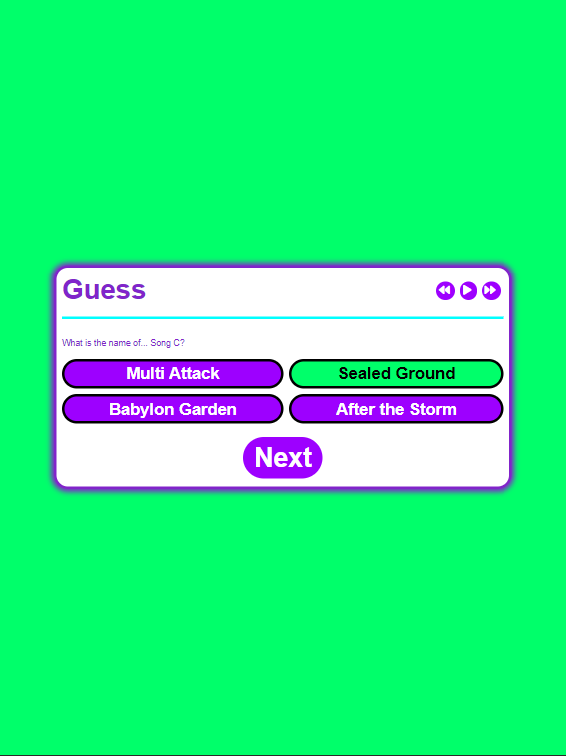 Guess
What is the name of... Song C?
Multi Attack
Sealed Ground
Babylon Garden
After the Storm
Next